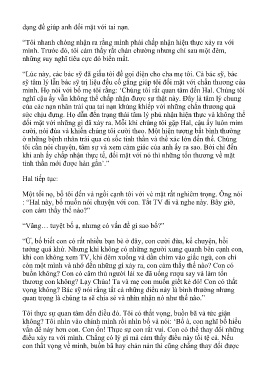 dạng để giúp anh đối mặt với tai nạn.
“Tôi nhanh chóng nhận ra rằng mình phải chấp nhận hiện thực xảy ra với
mình. Trước đó, tôi cảm thấy rất chán chường nhưng chỉ sau một đêm,
những suy nghĩ tiêu cực đó biến mất.
“Lúc này, các bác sỹ đã giấu tôi để gọi điện cho cha mẹ tôi. Cả bác sỹ, bác
sỹ tâm lý lẫn bác sỹ trị liệu đều cố gắng giúp tôi đối mặt với chấn thương của
mình. Họ nói với bố mẹ tôi rằng: ‘Chúng tôi rất quan tâm đến Hal. Chúng tôi
nghĩ cậu ấy vẫn không thể chấp nhận được sự thật này. Đây là tâm lý chung
của các nạn nhân trải qua tai nạn khủng khiếp với những chấn thương quá
sức chịu đựng. Họ dần đến trạng thái tâm lý phủ nhận hiện thực và không thể
đối mặt với những gì đã xảy ra. Mỗi khi chúng tôi gặp Hal, cậu ấy luôn mỉm
cười, nói đùa và khiến chúng tôi cười theo. Một hiện tượng bất bình thường
ở những bệnh nhân trải qua cú sốc tinh thần và thể xác lớn đến thế. Chúng
tôi cần nói chuyện, tâm sự và xem cảm giác của anh ấy ra sao. Bởi chỉ đến
khi anh ấy chấp nhận thực tế, đối mặt với nó thì những tổn thương về mặt
tinh thần mới được hàn gắn’.”
Hal tiếp tục:
Một tối nọ, bố tôi đến và ngồi cạnh tôi với vẻ mặt rất nghiêm trọng. Ông nói
: “Hal này, bố muốn nói chuyện với con. Tắt TV đi và nghe này. Bây giờ,
con cảm thấy thế nào?”
“Vâng… tuyệt bố ạ, nhưng có vấn đề gì sao bố?”
“Ừ, bố biết con có rất nhiều bạn bè ở đây, con cười đùa, kể chuyện, hồi
tưởng quá khứ. Nhưng khi không có những người xung quanh bên cạnh con,
khi con không xem TV, khi đêm xuống và đắm chìm vào giấc ngủ, con chỉ
còn một mình và nhớ đến những gì xảy ra, con cảm thấy thế nào? Con có
buồn không? Con có căm thù người lái xe đã uống rượu say và làm tổn
thương con không? Lạy Chúa! Ta và mẹ con muốn giết kẻ đó! Con có thất
vọng không? Bác sỹ nói rằng tất cả những điều này là bình thường nhưng
quan trọng là chúng ta sẽ chia sẻ và nhìn nhận nó như thế nào.”
Tôi thực sự quan tâm đến điều đó. Tôi có thất vọng, buồn bã và tức giận
không? Tôi nhìn vào chính mình rồi nhìn bố và nói: ‘Bố ạ, con nghĩ bố hiểu
vấn đề này hơn con. Con ổn! Thực sự con rất vui. Con có thể thay đổi những
điều xảy ra với mình. Chẳng có lý gì mà cảm thấy điều này tồi tệ cả. Nếu
con thất vọng về mình, buồn bã hay chán nản thì cũng chẳng thay đổi được